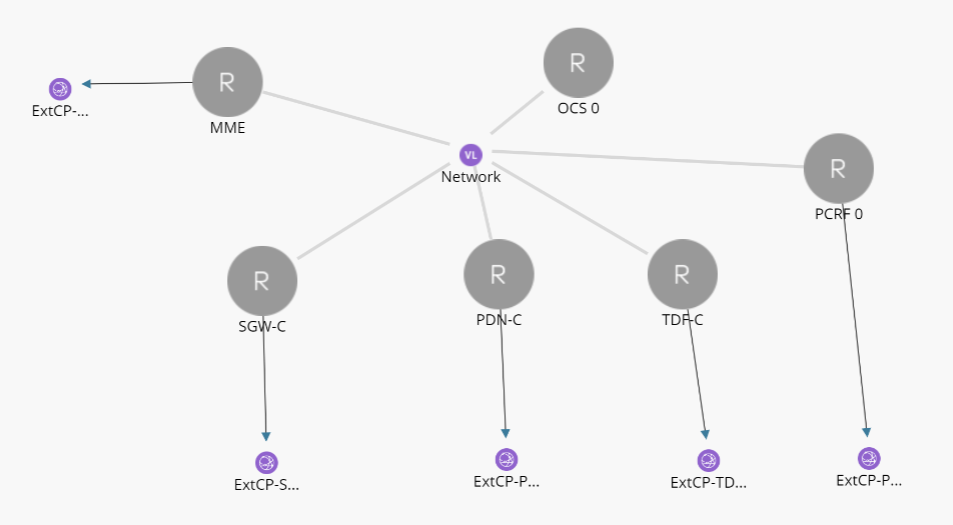 R
OCS 0
R
MME
ExtCP-...
VL
Network
R
PCRF 0
R
SGW-C
R
PDN-C
R
TDF-C
ExtCP-S...
ExtCP-P...
ExtCP-TD...
ExtCP-P...